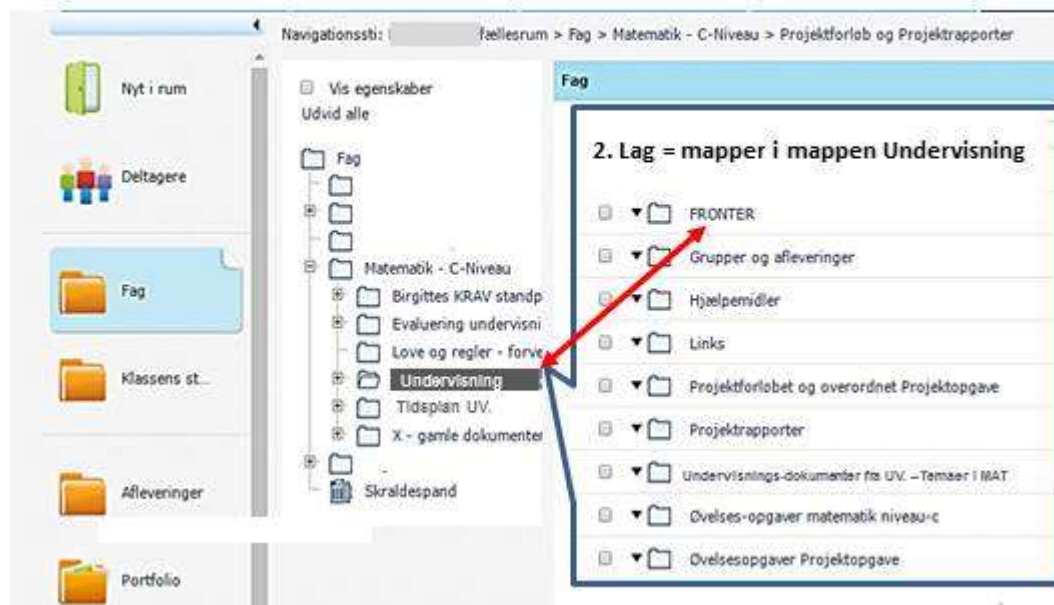 Navigationssti: fællesrum > Fag > Matematik - C-Niveau > Projektforløb og Projektrapporter
Nyt i rum
Deltagere
Fag
Klassens st...
Afleveringer
Portfolio
Vis egenskaber
Udvid alle
Fag
Matematik - C-Niveau
Birgittes KRAV standp
Evaluering undervisni
Love og regler - forve
Undervisning
Tidsplan UV.
X - gamle dokumenter
Skraldespand
Fag
2. Lag = mapper i mappen Undervisning
FRONTER
Grupper og afleveringer
Hjælpemidler
Links
Projektforløbet og overordnet Projektopgave
Projektrapporter
Undervisnings-dokumenter fra UV. –Temaer i MAT
Øvelses-opgaver matematik niveau-c
Øvelsesopgaver Projektopgave